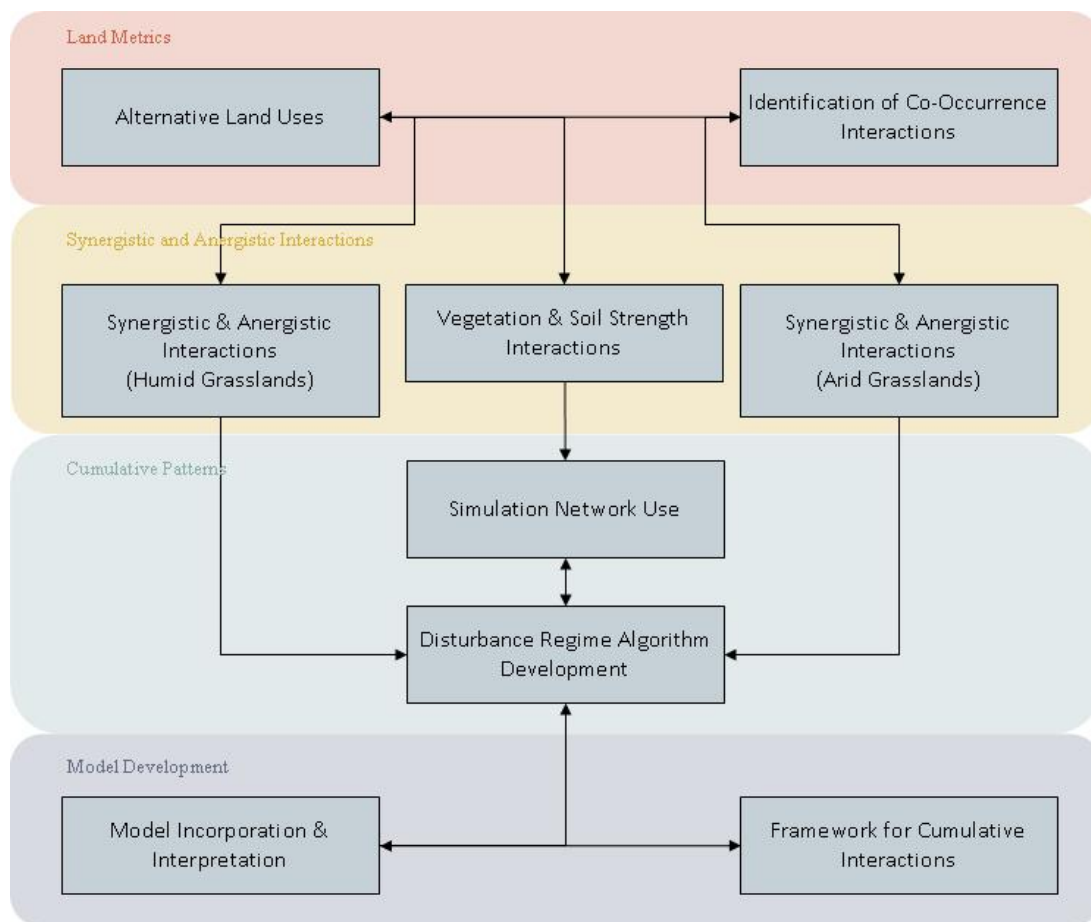 Land Metrics
Alternative Land Uses
Identification of Co-Occurrence
Interactions
Synergistic and Anergistic Interactions
Synergistic & Anergistic
Interactions
(Humid Grasslands)
Vegetation & Soil Strength
Interactions
Synergistic & Anergistic
Interactions
(Arid Grasslands)
Cumulative Patterns
Simulation Network Use
Disturbance Regime Algorithm
Development
Model Development
Model Incorporation &
Interpretation
Framework for Cumulative
Interactions